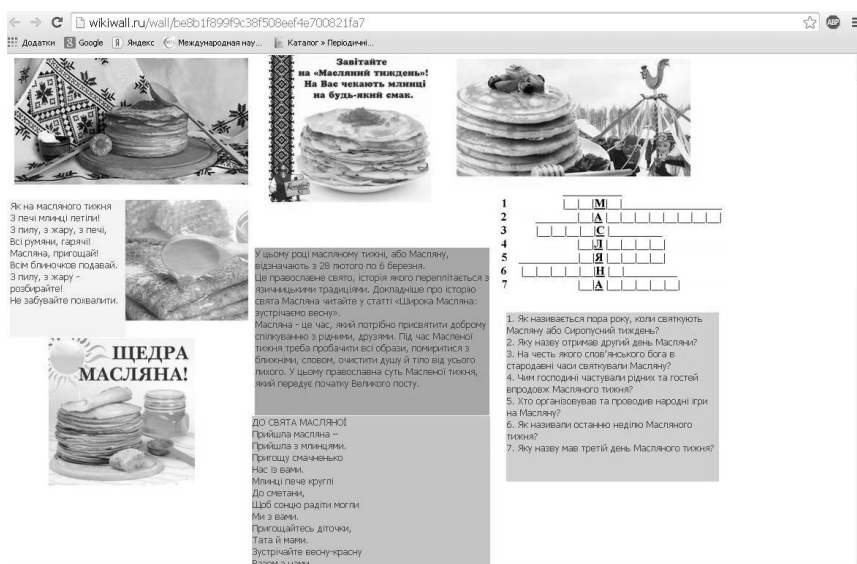 wikiwall.ru/wall/be8b1f899f9c38f508eef4e700821fa7
Додатки Google Яндекс Международная нау... Каталог » Періодичні...
Завітайте
на «Масляний тиждень»!
На Вас чекають млинці
на будь-який смак.
Як на масляного тижня
З печі млинці летіли!
З пилу, з жару, з печі,
Всі румяни, гарячі!
Масляна, пригощай!
Всім блиночков подавай.
З пилу, з жару -
розбирайте!
Не забувайте похвалити.
ЩЕДРА
МАСЛЯНА!
У цьому році масляному тижні, або Масляну,
відзначають з 28 лютого по 6 березня.
Це православне свято, історія якого переплітається з
язичницькими традиціями. Докладніше про історію
свята Масляна читайте у статті «Широка Масляна:
зустрічаємо весну».
Масляна - це час, який потрібно присвятити доброму
спілкуванню з рідними, друзями. Під час Масленої
тижня треба пробачити всі образи, помиритися з
ближніми, словом, очистити душу й тіло від усього
лихого. У цьому православна суть Масленої тижня,
який передує початку Великого посту.
ДО СВЯТА МАСЛЯНОЇ
Прийшла масляна –
Прийшла з млинцями.
Пригощу смачненько
Нас із вами.
Млинці пече круглі
До сметани,
Щоб сонцю радіти могли
Ми з вами.
Пригощайтесь діточки,
Тата й мами.
Зустрічайте весну-красну
Разом з нами
1 М
2 А
3 С
4 Л
5 Я
6 Н
7 А
1. Як називається пора року, коли святкують
Масляну або Сиропусний тиждень?
2. Яку назву отримав другий день Масляни?
3. На честь якого слов'янського бога в
стародавні часи святкували Масляну?
4. Чим господині частували рідних та гостей
впродовж Масляного тижня?
5. Хто організовував та проводив народні ігри
на Масляну?
6. Як називали останню неділю Масляного
тижня?
7. Яку назву мав третій день Масляного тижня?